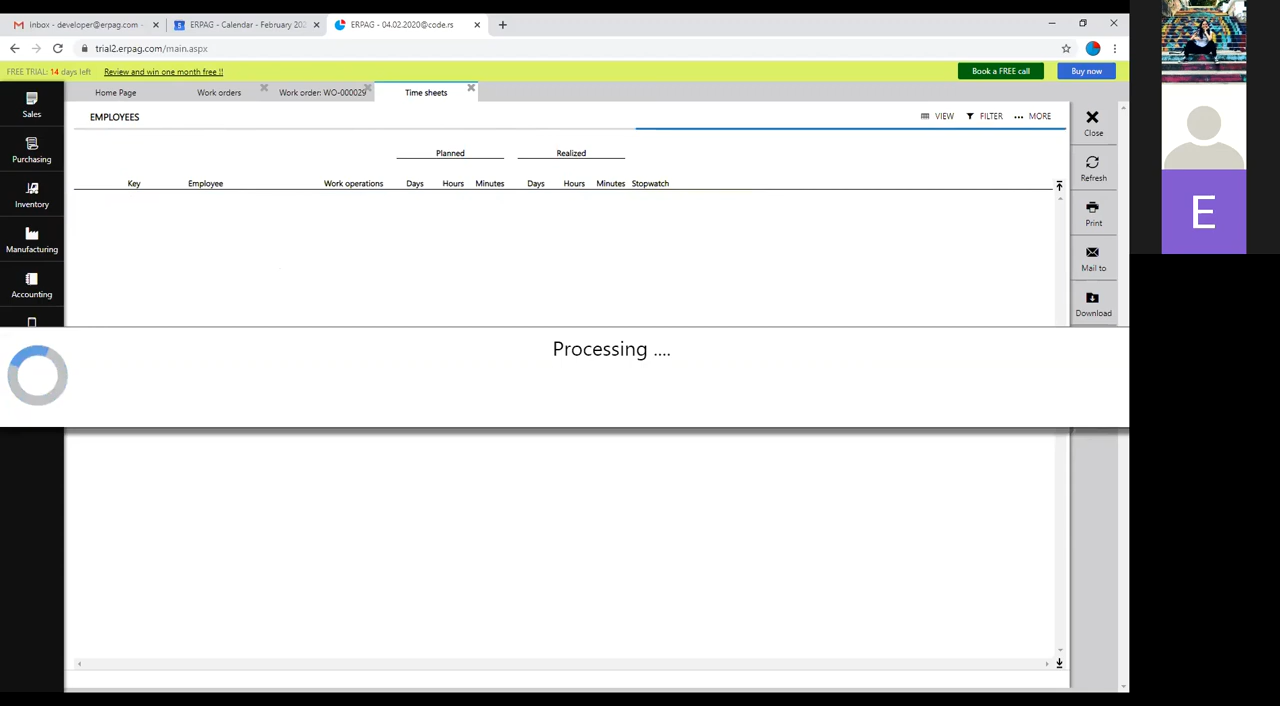 Inbox - developer@erpag.com -
ERPAG - Calendar - February 202
ERPAG - 04.02.2020@code.rs
trial2.erpag.com/main.aspx
FREE TRIAL: 14 days left Review and win one month free !! Book a FREE call Buy now
Home Page Work orders Work order: WO-000029 Time sheets
Sales
Purchasing
Inventory
Manufacturing
Accounting
EMPLOYEES VIEW FILTER MORE
Planned Realized
Key Employee Work operations Days Hours Minutes Days Hours Minutes Stopwatch
Close
Refresh
Print
Mail to
Download
Processing ....
E